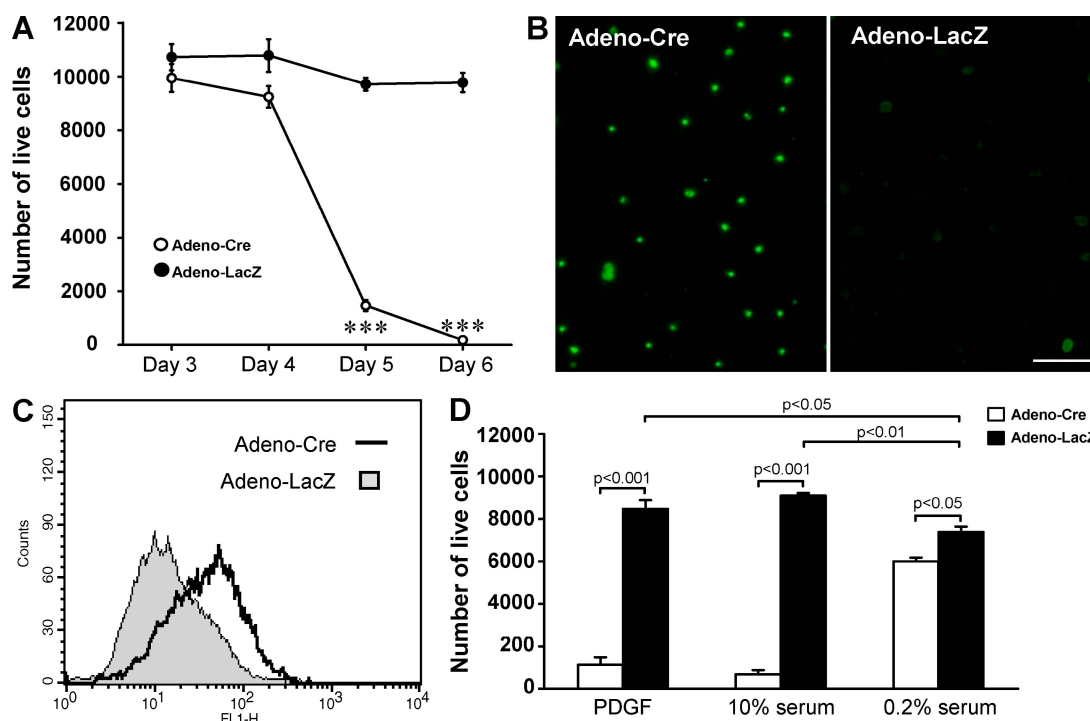 A
12000
10000
8000
6000
4000
2000
0
Number of live cells
Adeno-Cre
Adeno-LacZ
***
***
Day 3 Day 4 Day 5 Day 6
B
Adeno-Cre
Adeno-LacZ
C
150
120
90
60
30
0
Counts
Adeno-Cre
Adeno-LacZ
10^0 10^1 10^2 10^3 10^4
FL1-H
D
Adeno-Cre
Adeno-LacZ
p<0.05
p<0.01
p<0.001
p<0.001
p<0.05
12000
10000
8000
6000
4000
200
0
Number of live cells
PDGF 10% serum 0.2% serum